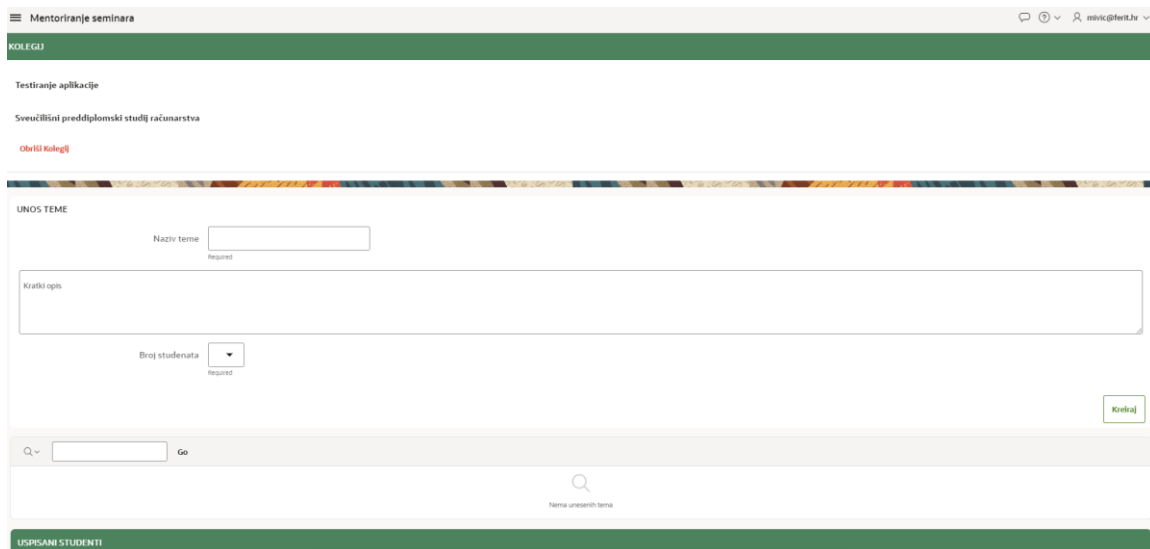 Mentoriranje seminara
mivic@ferit.hr
KOLEGIJ
Testiranje aplikacije
Sveučilišni preddiplomski studij računarstva
Obriši Kolegij
UNOS TEME
Naziv teme
Required
Kratki opis
Broj studenata
Required
Kreiraj
Go
Nema unesenih tema
USPISANI STUDENTI